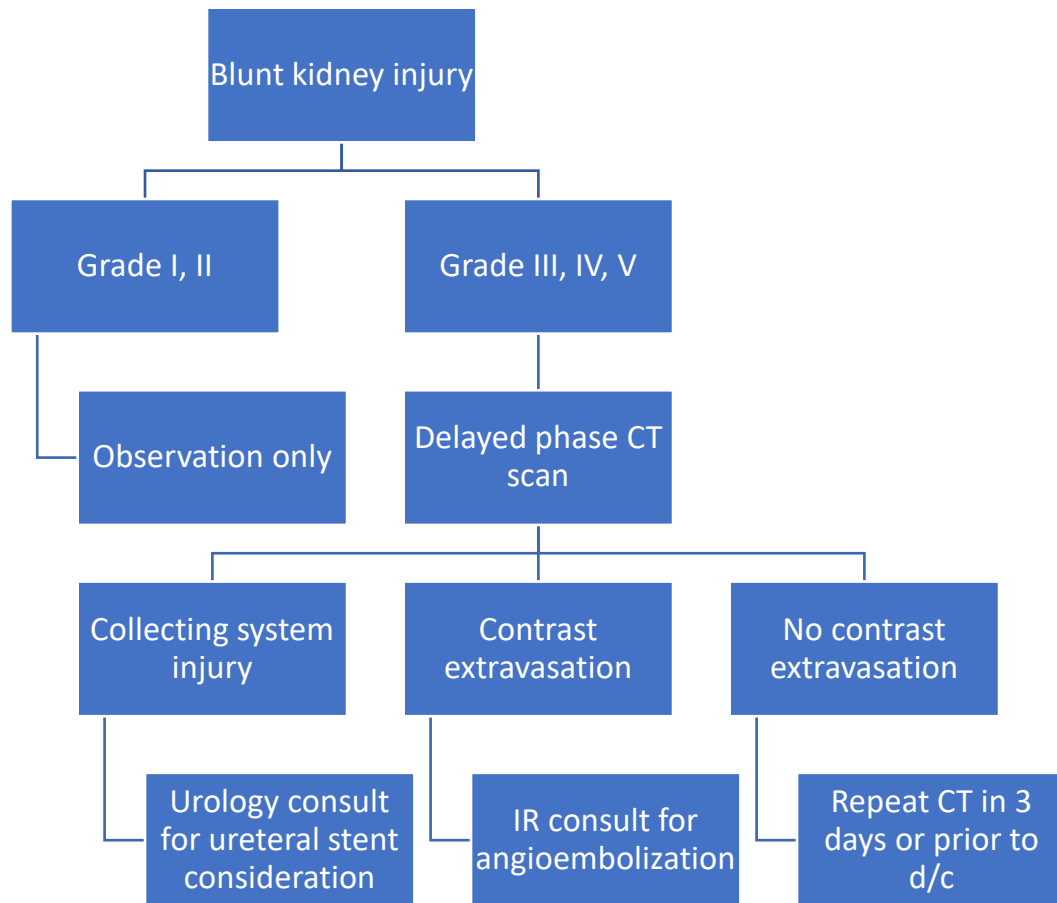 Blunt kidney injury
Grade I, II
Grade III, IV, V
Observation only
Delayed phase CT
scan
Collecting system
injury
Contrast
extravasation
No contrast
extravasation
Urology consult
for ureteral stent
consideration
IR consult for
angioembolization
Repeat CT in 3
days or prior to
d/c